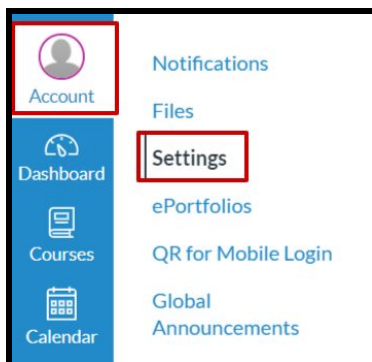 Account
Dashboard
Courses
Calendar
Notifications
Files
Settings
ePortfolios
QR for Mobile Login
Global
Announcements